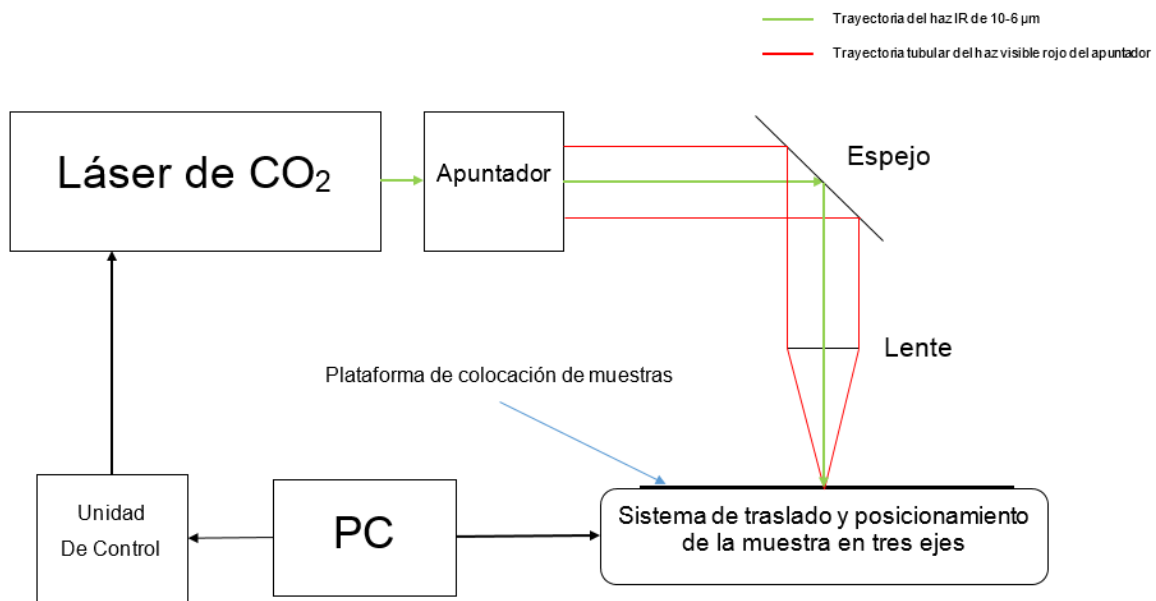 Trayectoria del haz IR de 10-6 µm
Trayectoria tubular del haz visible rojo del apuntador
Láser de CO₂
Apuntador
Espejo
Lente
Plataforma de colocación de muestras
Unidad
De Control
PC
Sistema de traslado y posicionamiento
de la muestra en tres ejes